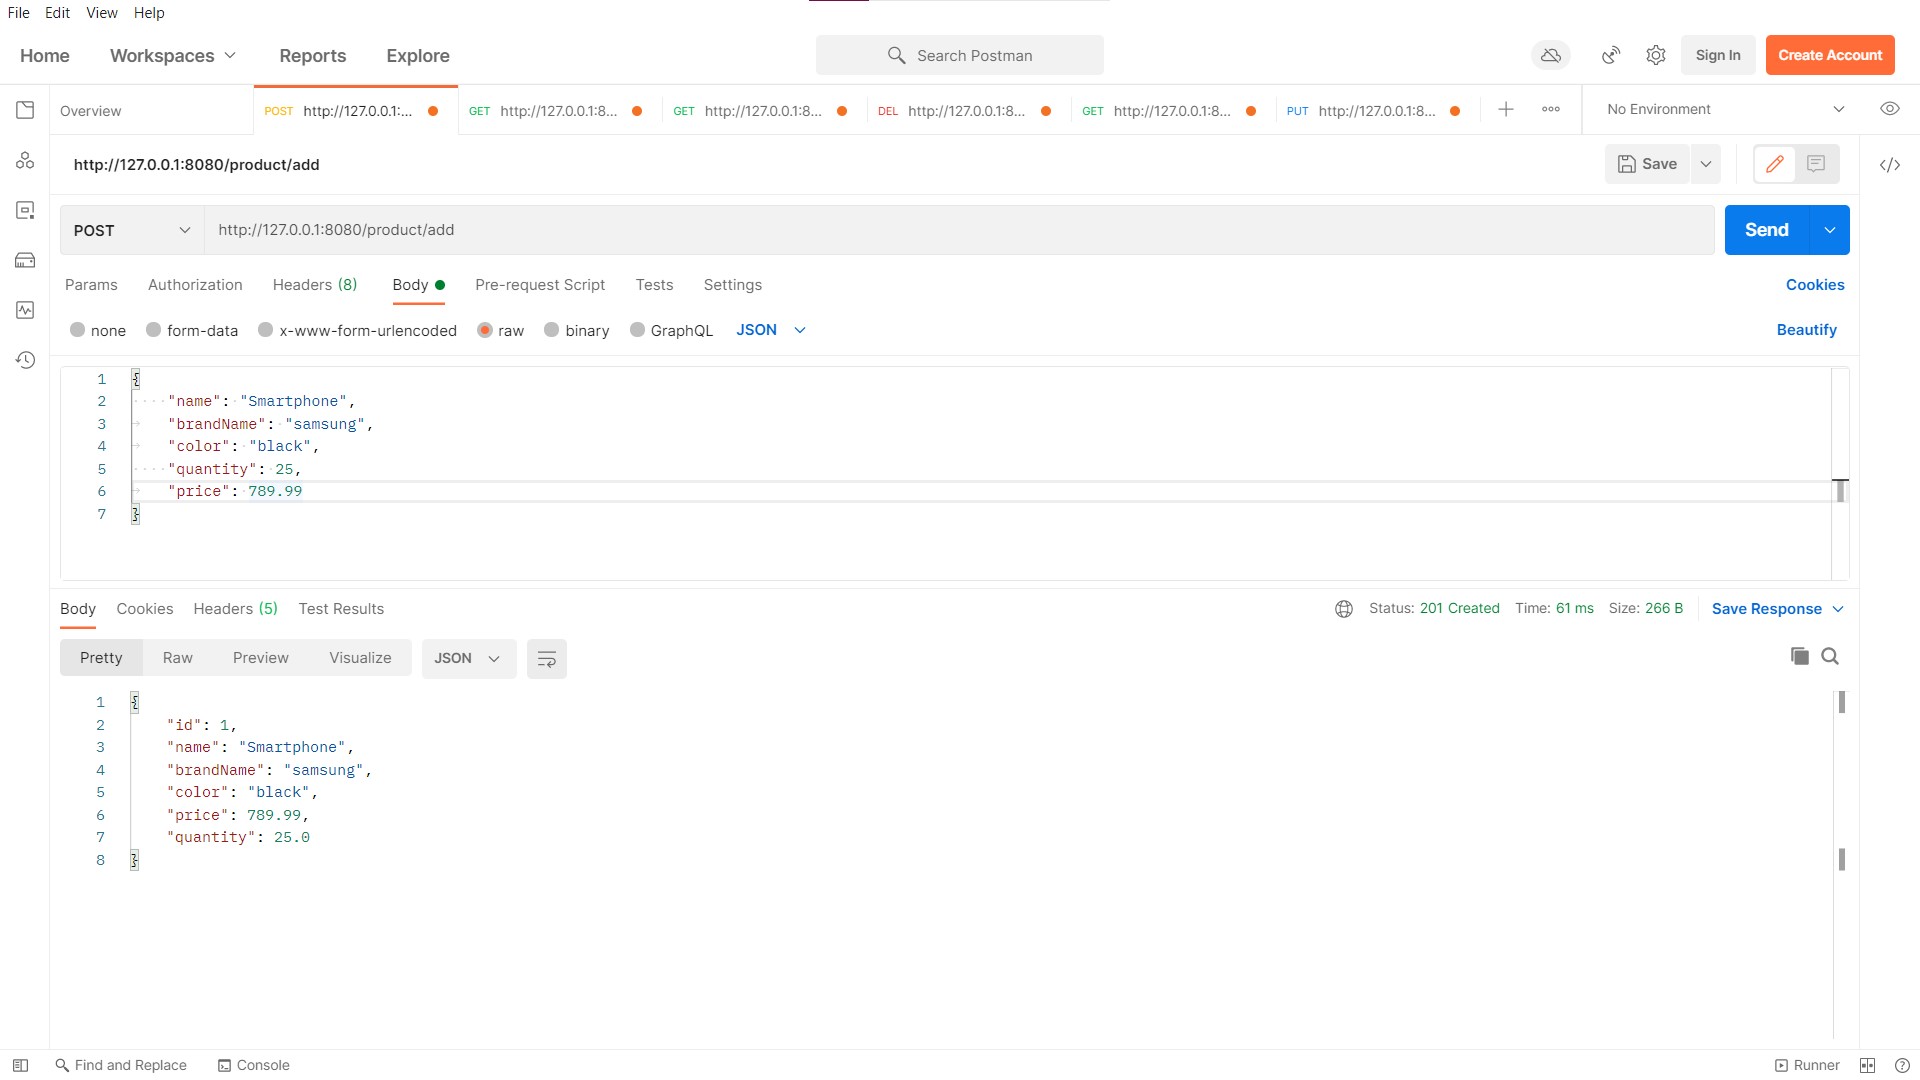 File Edit View Help
Home Workspaces Reports Explore Search Postman Sign In Create Account
Overview POST http://127.0.0.1:... GET http://127.0.0.1:8... GET http://127.0.0.1:8... DEL http://127.0.0.1:8... GET http://127.0.0.1:8... PUT http://127.0.0.1:8... No Environment
http://127.0.0.1:8080/product/add Save
POST http://127.0.0.1:8080/product/add Send
Params Authorization Headers (8) Body Pre-request Script Tests Settings Cookies
none form-data x-www-form-urlencoded raw binary GraphQL JSON Beautify
1 {
2 "name": "Smartphone",
3 "brandName": "samsung",
4 "color": "black",
5 "quantity": 25,
6 "price": 789.99
7 }
Body Cookies Headers (5) Test Results Status: 201 Created Time: 61 ms Size: 266 B Save Response
Pretty Raw Preview Visualize JSON
1 {
2 "id": 1,
3 "name": "Smartphone",
4 "brandName": "samsung",
5 "color": "black",
6 "price": 789.99,
7 "quantity": 25.0
8 }
Find and Replace Console Runner